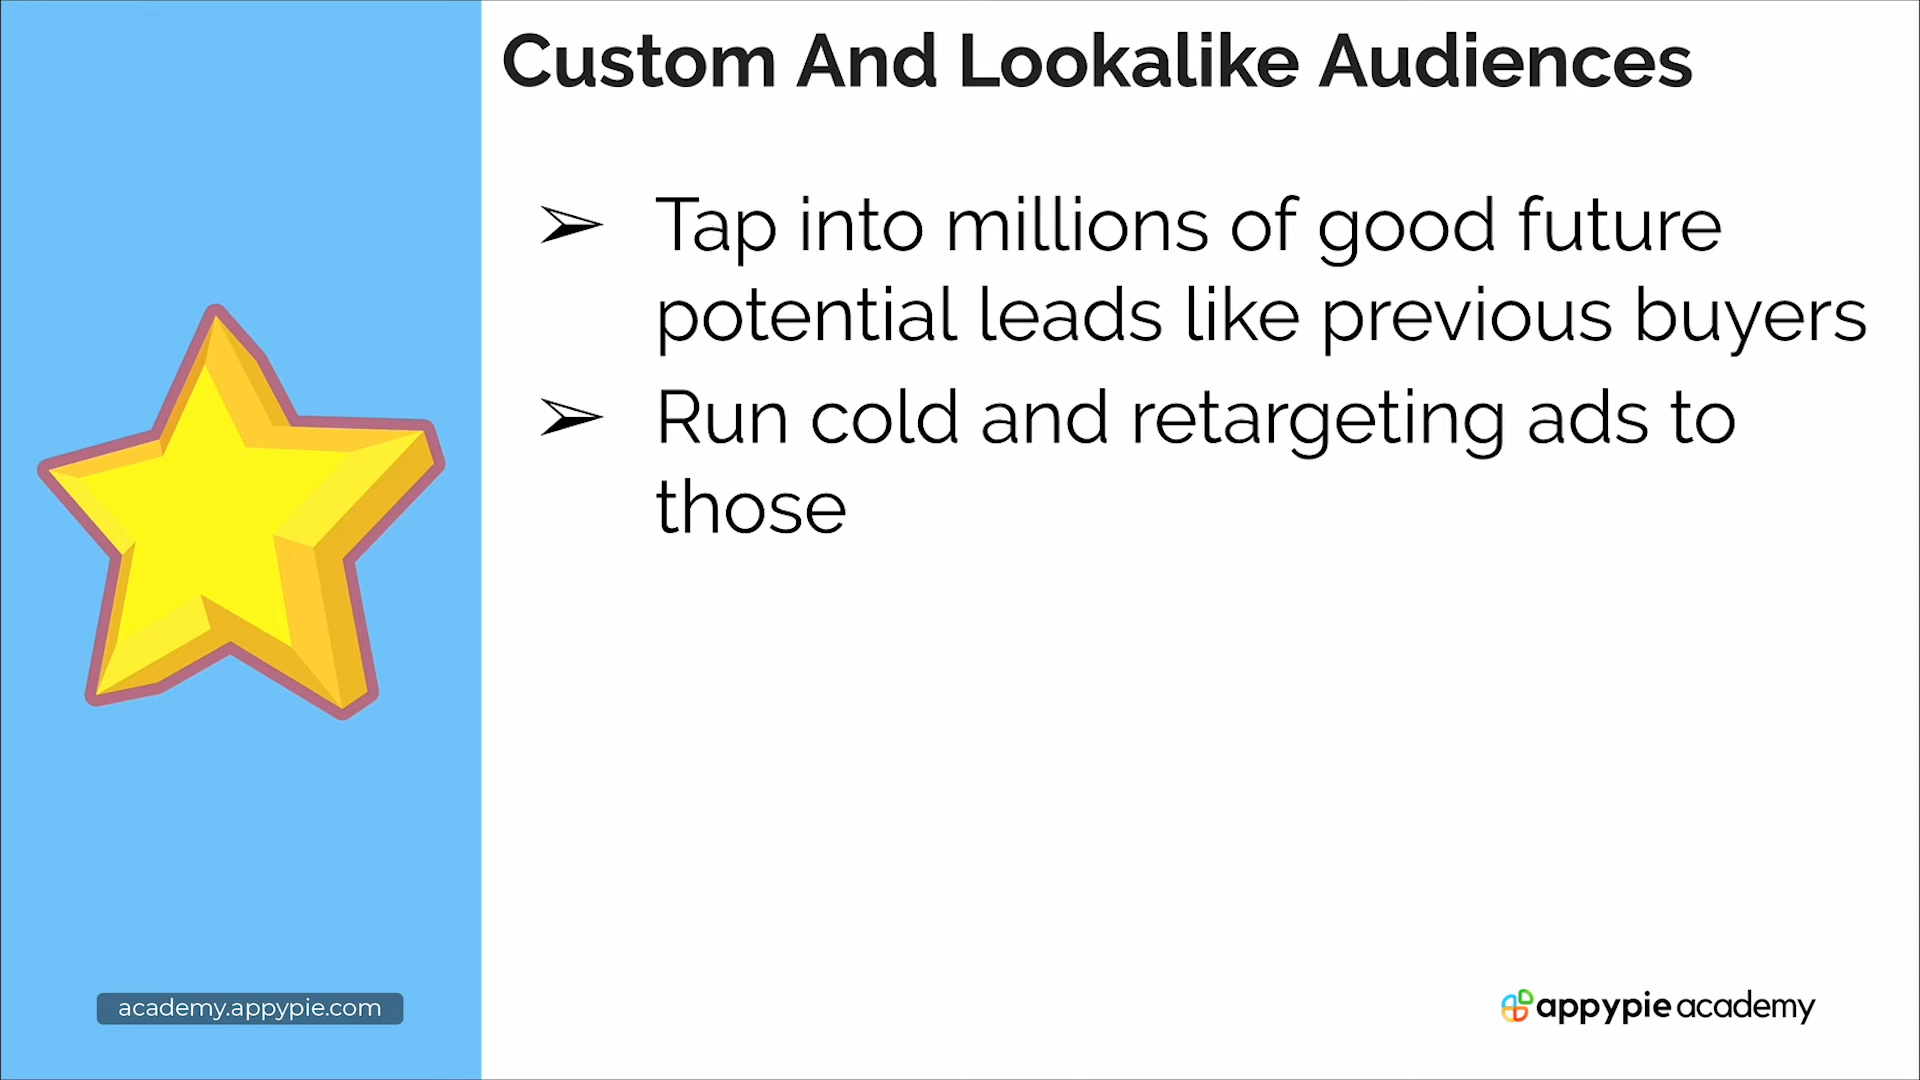 Custom And Lookalike Audiences
➢ Tap into millions of good future
potential leads like previous buyers
➢ Run cold and retargeting ads to
those
academy.appypie.com
appypie academy